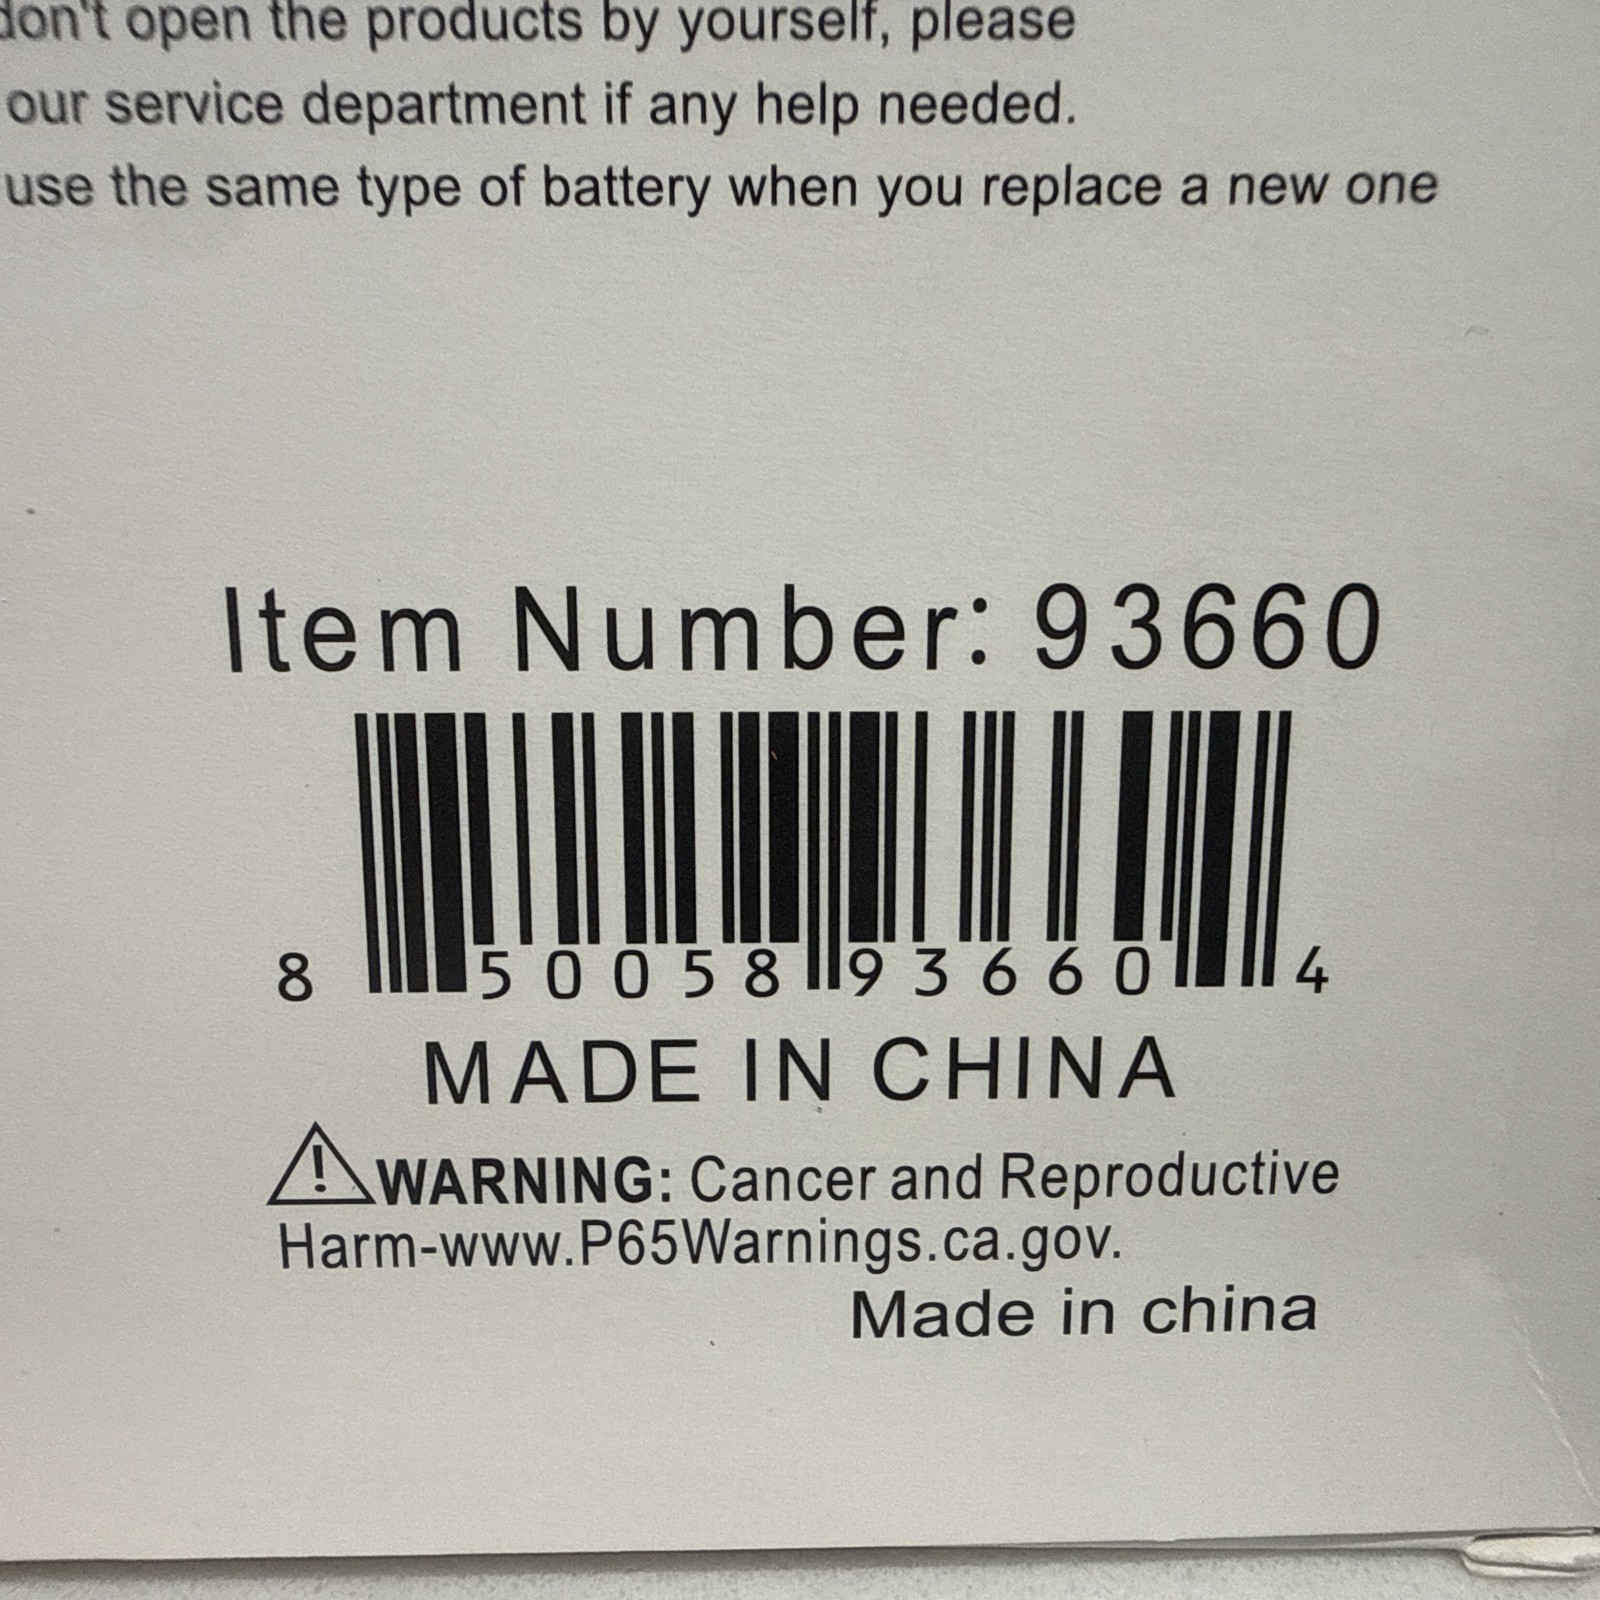 don't open the products by yourself, please
our service department if any help needed.
use the same type of battery when you replace a new one
Item Number: 93660
8 50058 93660 4
MADE IN CHINA
WARNING: Cancer and Reproductive
Harm-www.P65Warnings.ca.gov.
Made in china